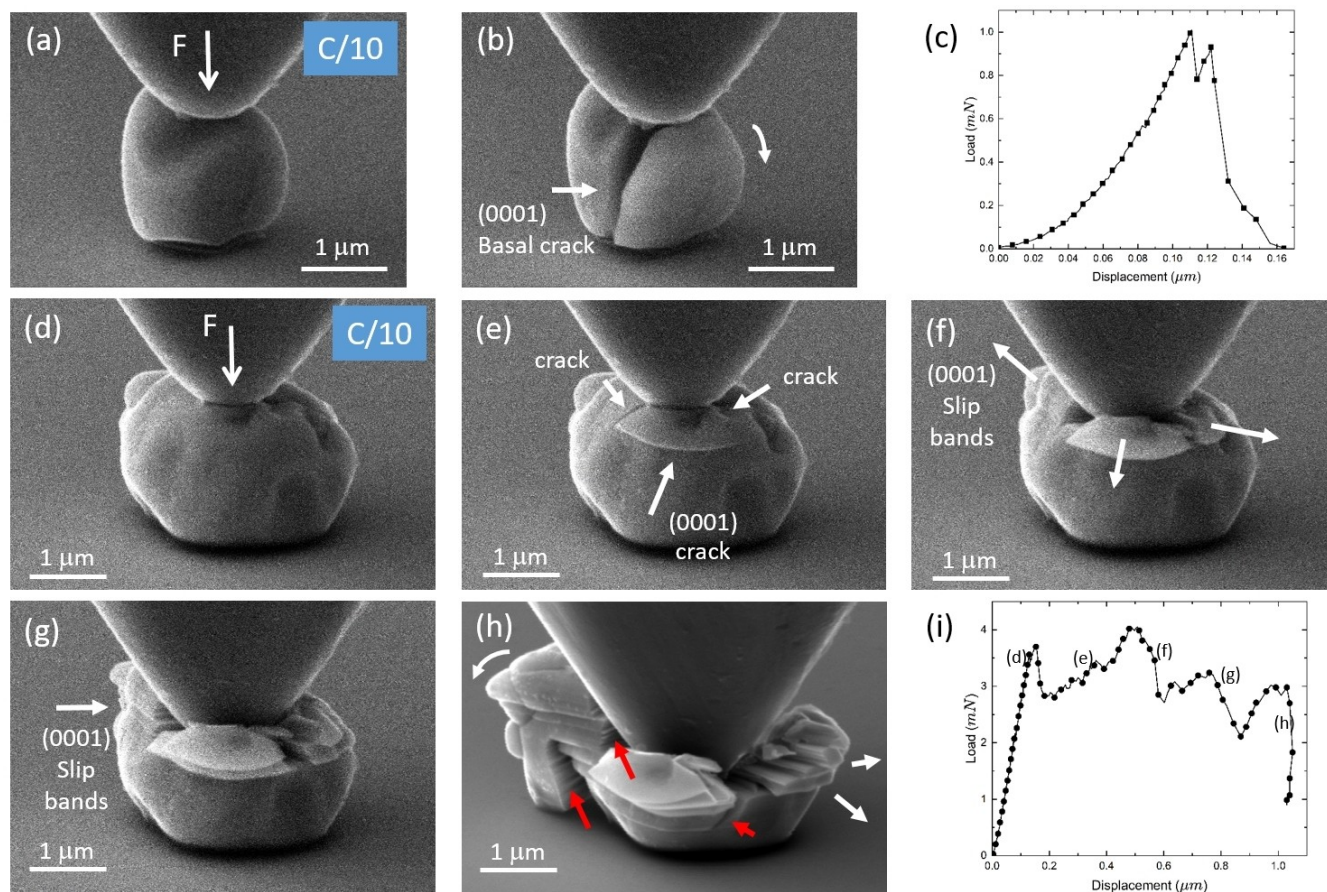 (a)
F
C/10
1 μm
(b)
(0001)
Basal crack
1 μm
(c)
1.0
0.8
0.6
0.4
0.2
0.0
Load (mN)
0.00 0.02 0.04 0.06 0.08 0.10 0.12 0.14 0.16
Displacement (μm)
(d)
F
C/10
1 μm
(e)
crack
crack
(0001)
crack
1 μm
(f)
(0001)
Slip
bands
1 μm
(g)
(0001)
Slip
bands
1 μm
(h)
1 μm
(i)
4
3
2
1
0
Load (mN)
(d)
(e)
(f)
(g)
(h)
0.0 0.2 0.4 0.6 0.8 1.0
Displacement (μm)